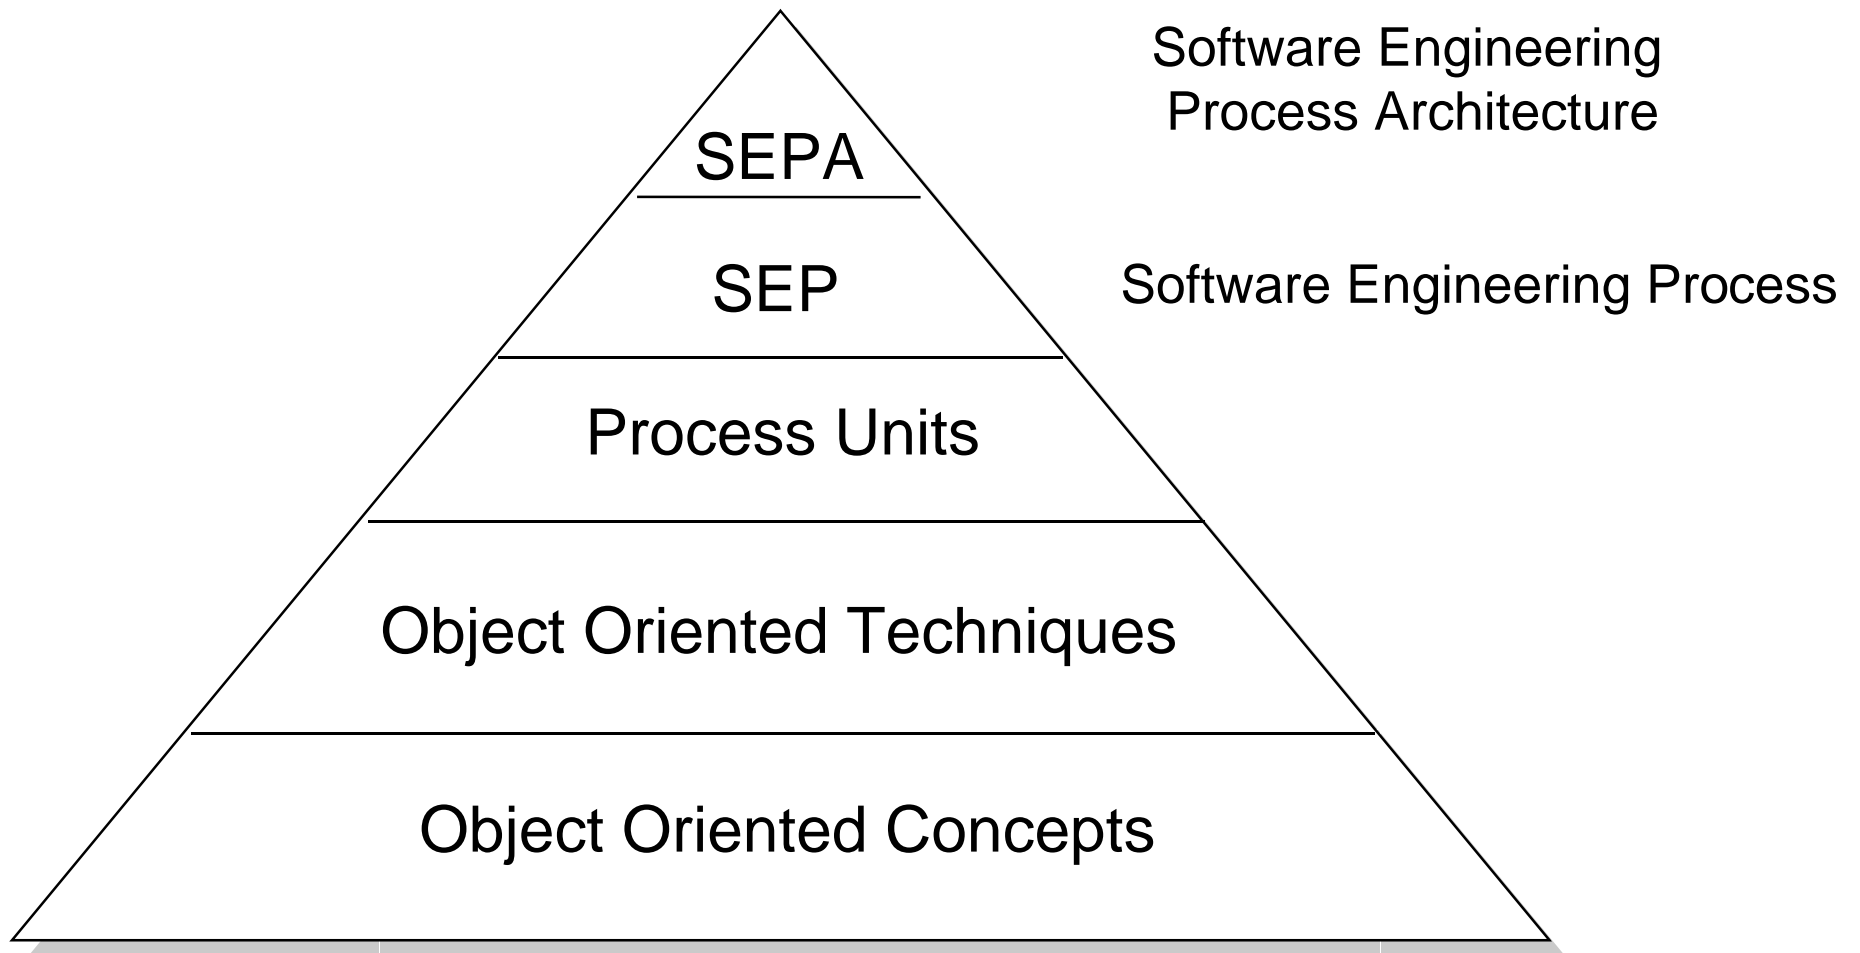 Software Engineering
Process Architecture
SEPA
SEP
Software Engineering Process
Process Units
Object Oriented Techniques
Object Oriented Concepts